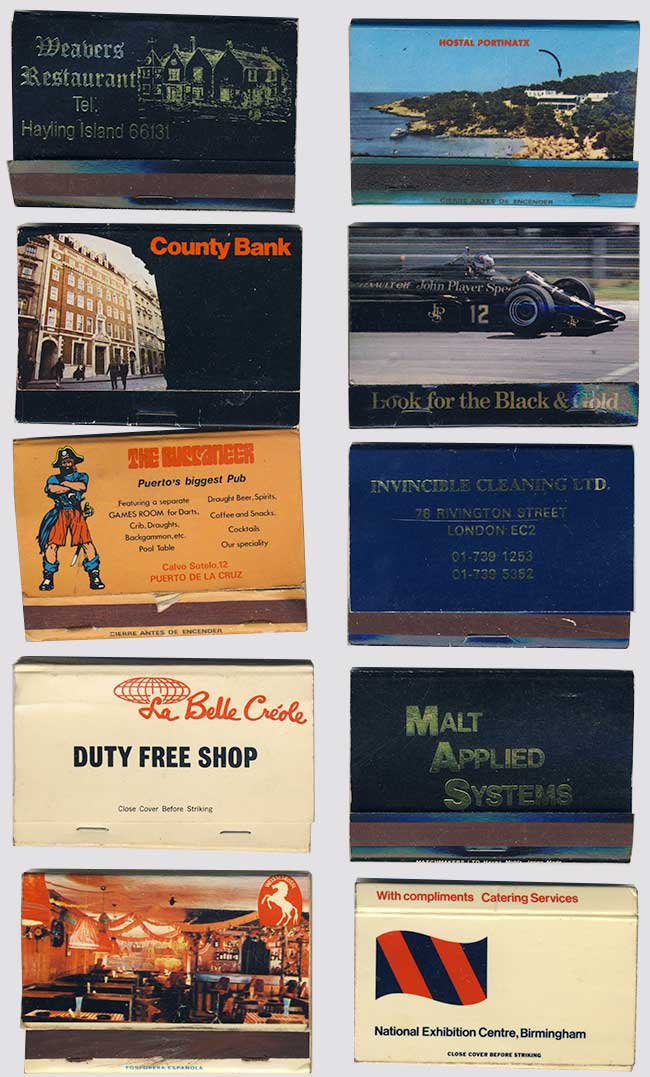 Weavers
Restaurant
Tel.
Hayling Island 66131
HOSTAL PORTINATX
CIERRE ANTES DE ENCENDER
County Bank
John Player Spec
JPS
12
Look for the Black & Gold
THE BUCCANEER
Puerto's biggest Pub
Featuring a separate
GAMES ROOM for Darts,
Crib, Draughts,
Backgammon, etc.
Pool Table
Draught Beer, Spirits,
Coffee and Snacks.
Cocktails
Our speciality
Calvo Sotelo, 12
PUERTO DE LA CRUZ
CIERRE ANTES DE ENCENDER
INVINCIBLE CLEANING LTD.
78 RIVINGTON STREET
LONDON EC2
01-739 1253
01-739 5352
La Belle Créole
DUTY FREE SHOP
Close Cover Before Striking
MALT
APPLIED
SYSTEMS
FOSFORERA ESPAÑOLA
With compliments Catering Services
National Exhibition Centre, Birmingham
CLOSE COVER BEFORE STRIKING